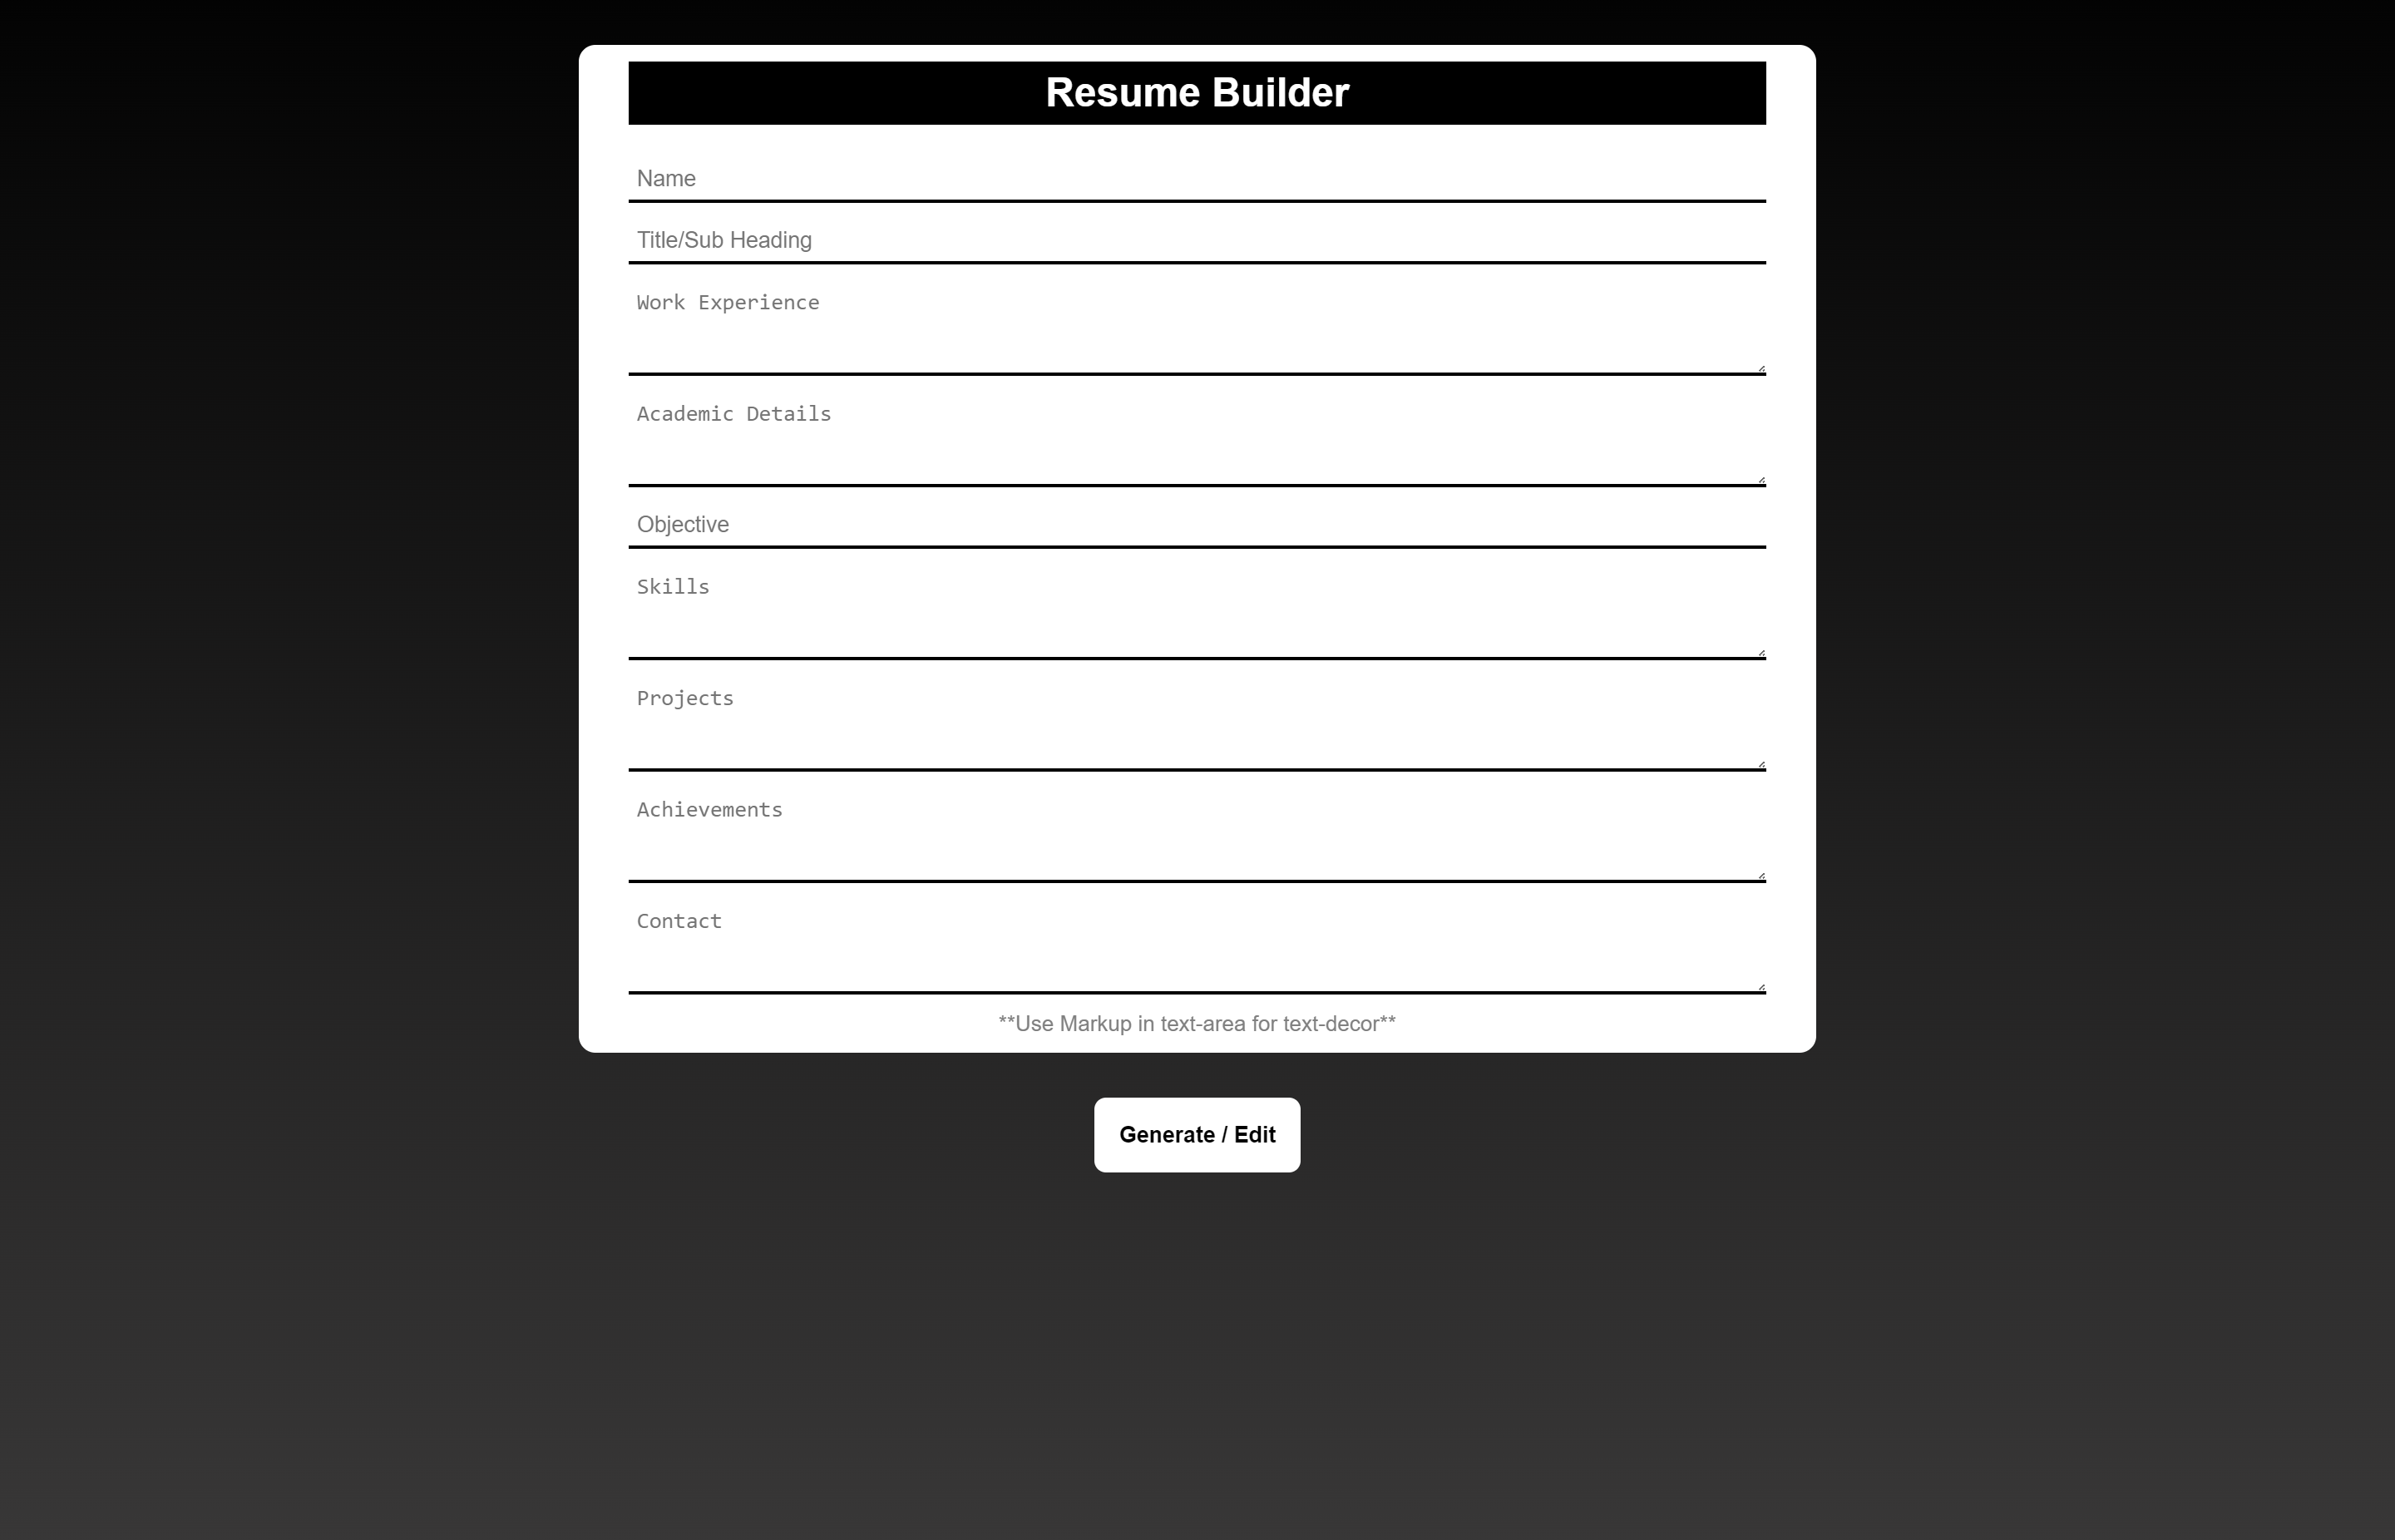 Resume Builder
Name
Title/Sub Heading
Work Experience
Academic Details
Objective
Skills
Projects
Achievements
Contact
**Use Markup in text-area for text-decor**
Generate / Edit